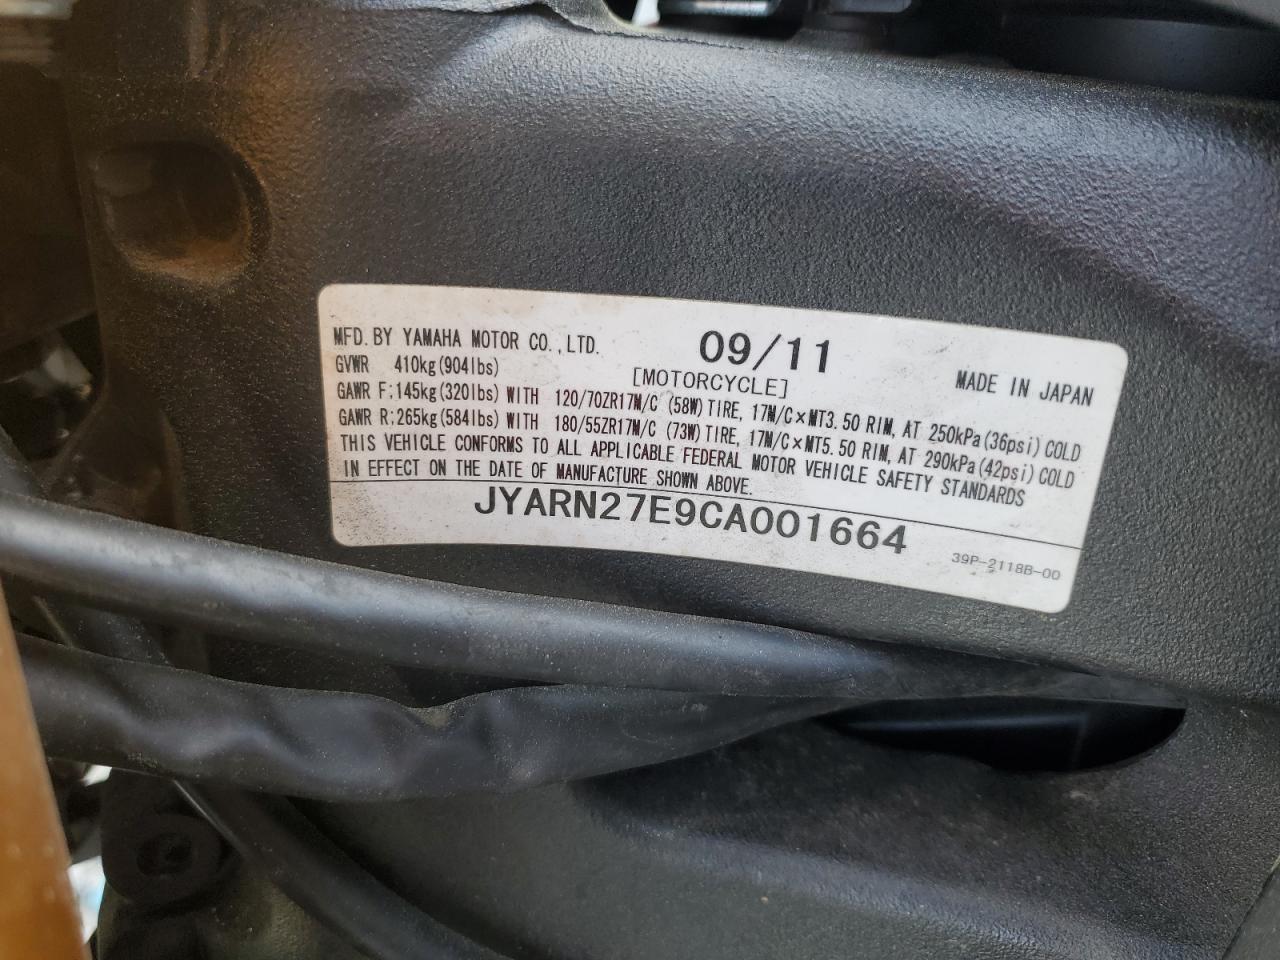 MFD. BY YAMAHA MOTOR CO., LTD. 09/11
GVWR 410kg(904lbs) [MOTORCYCLE] MADE IN JAPAN
GAWR F:145kg(320lbs) WITH 120/70ZR17M/C (58W)TIRE, 17M/C×MT3.50 RIM, AT 250kPa(36psi) COLD
GAWR R:265kg(584lbs) WITH 180/55ZR17M/C (73W)TIRE, 17M/C×MT5.50 RIM, AT 290kPa(42psi) COLD
THIS VEHICLE CONFORMS TO ALL APPLICABLE FEDERAL MOTOR VEHICLE SAFETY STANDARDS
IN EFFECT ON THE DATE OF MANUFACTURE SHOWN ABOVE.
JYARN27E9CA001664
39P-2118B-00